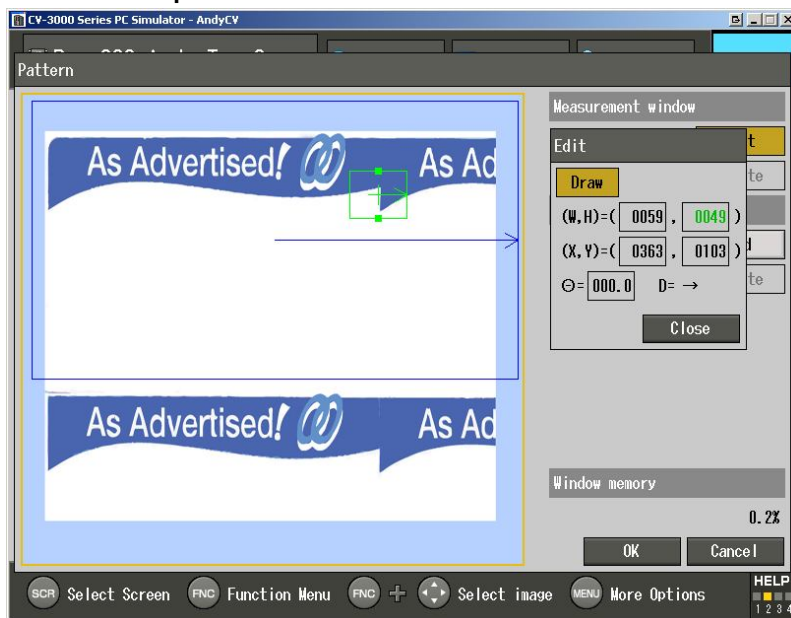 CV-3000 Series PC Simulator - AndyCV
Pattern
Measurement window
Edit
Draw
(W,H)=( 0059 , 0049 )
(X,Y)=( 0363 , 0103 )
Θ= 000.0 D= →
Close
As Advertised! As Ad
As Advertised! As Ad
Window memory
0.2%
OK Cancel
SCR Select Screen FNC Function Menu FNC + Select image MENU More Options HELP
1 2 3 4